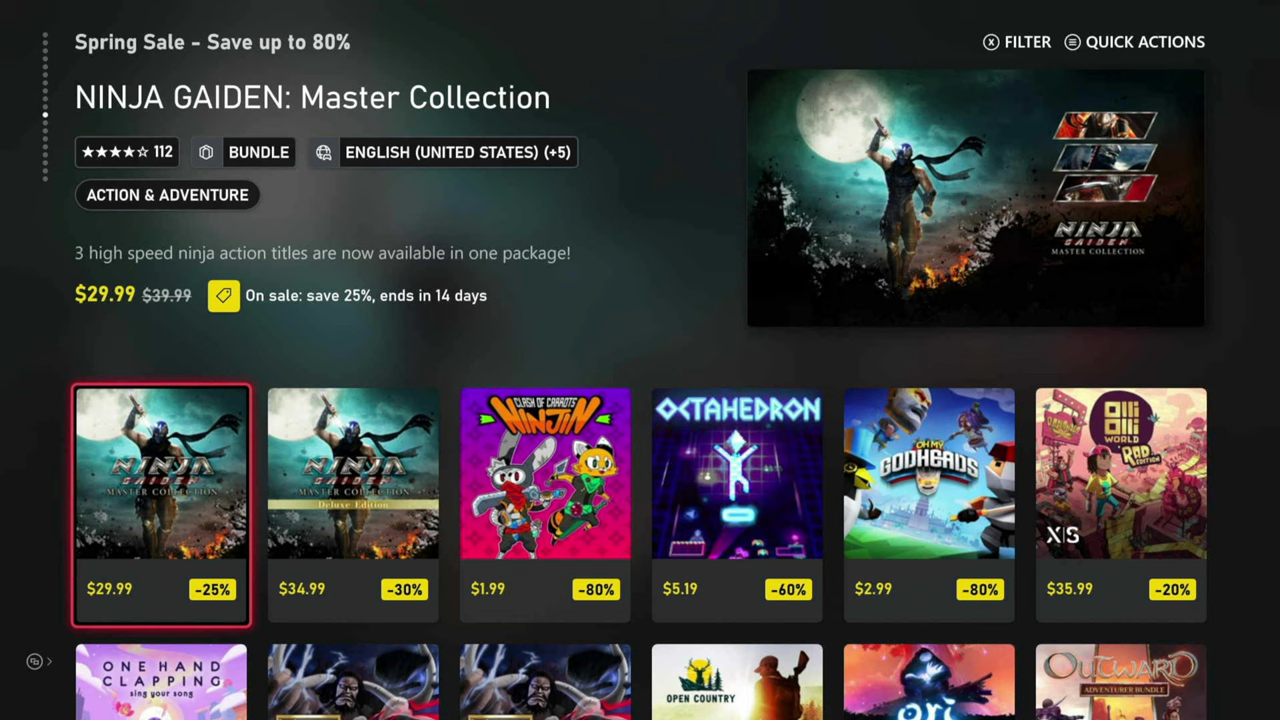 Spring Sale - Save up to 80%
FILTER
QUICK ACTIONS
NINJA GAIDEN: Master Collection
112
BUNDLE
ENGLISH (UNITED STATES) (+5)
ACTION & ADVENTURE
3 high speed ninja action titles are now available in one package!
$29.99 $39.99
On sale: save 25%, ends in 14 days
NINJA
GAIDEN
MASTER COLLECTION
NINJA
GAIDEN
MASTER COLLECTION
$29.99
-25%
NINJA
GAIDEN
MASTER COLLECTION
Deluxe Edition
$34.99
-30%
CLASH OF CARROTS
NINJIN
$1.99
-80%
OCTAHEDRON
$5.19
-60%
OH MY
GODHEADS
$2.99
-80%
OlliOlli
WORLD
RAD
EDITION
X|S
$35.99
-20%
ONE HAND
CLAPPING
sing your song
OPEN COUNTRY
ori
OUTWARD
ADVENTURER BUNDLE